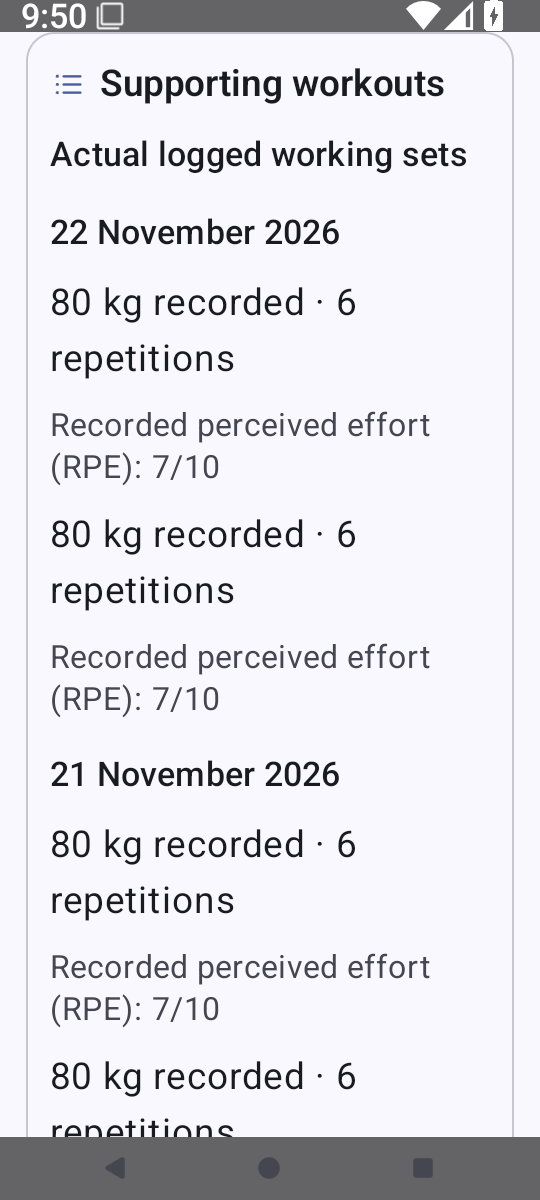 9:50
Supporting workouts
Actual logged working sets
22 November 2026
80 kg recorded · 6
repetitions
Recorded perceived effort
(RPE): 7/10
80 kg recorded · 6
repetitions
Recorded perceived effort
(RPE): 7/10
21 November 2026
80 kg recorded · 6
repetitions
Recorded perceived effort
(RPE): 7/10
80 kg recorded · 6
repetitions